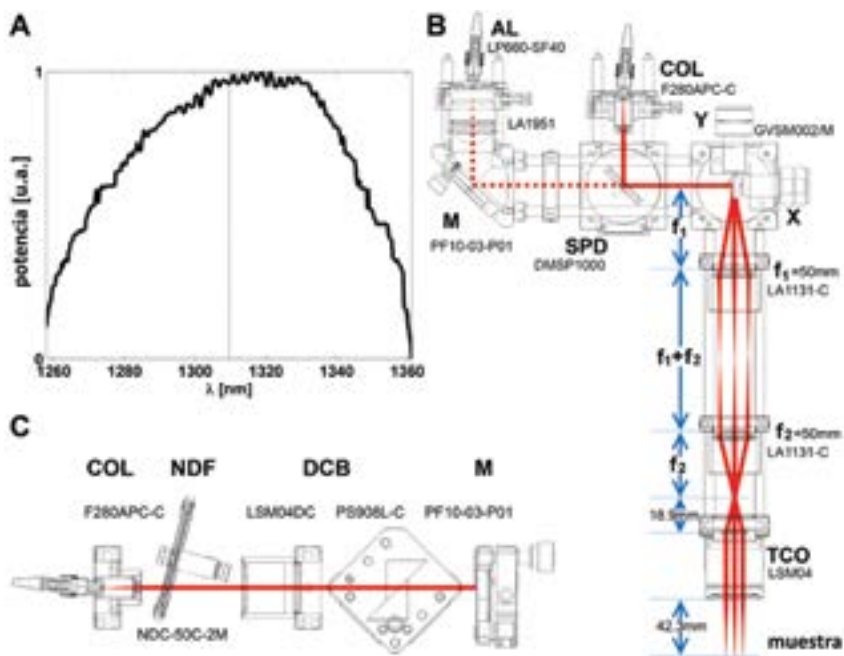 A
1
potencia [u.a.]
0
1260 1280 1300 1320 1340 1360
λ [nm]
B
AL
LP660-SF40
COL
F280APC-C
LA1951
Y
GVSM002/M
M
PF10-03-P01
SPD
DMSP1000
X
f₁
f₁=50mm
LA1131-C
f₁+f₂
f₂=50mm
LA1131-C
f₂
TCO
LSM04
42.3mm
muestra
C
COL NDF DCB M
F280APC-C LSM04DC PS908L-C PF10-03-P01
NDC-50C-2M